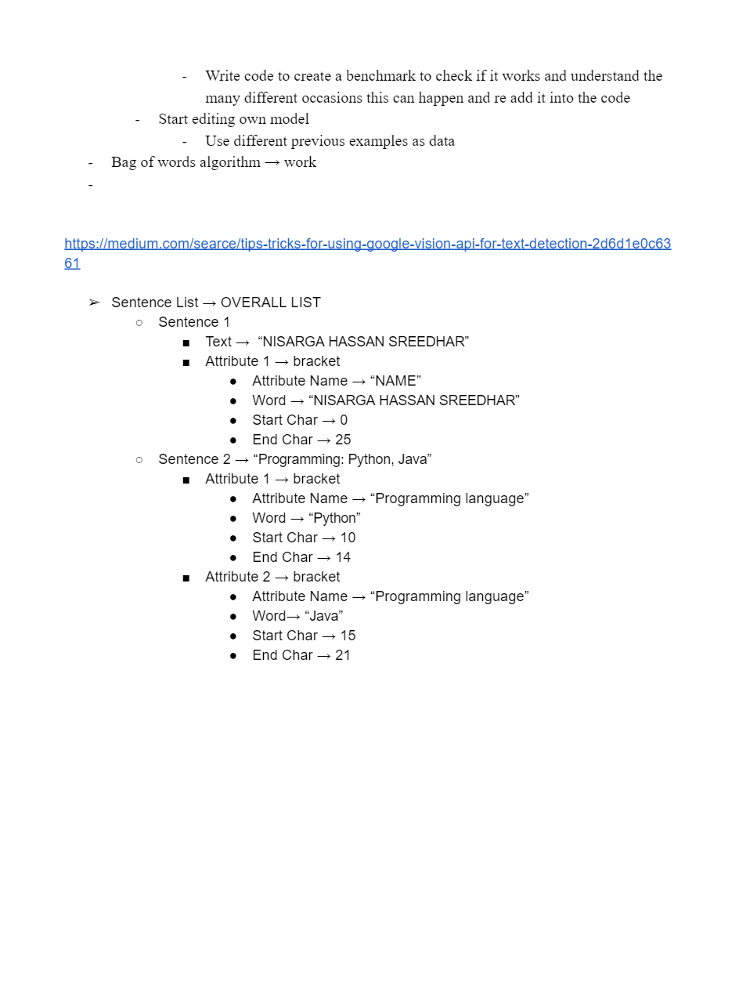 - Write code to create a benchmark to check if it works and understand the
many different occasions this can happen and re add it into the code
- Start editing own model
- Use different previous examples as data
- Bag of words algorithm → work
-
https://medium.com/searce/tips-tricks-for-using-google-vision-api-for-text-detection-2d6d1e0c63
61
➢ Sentence List → OVERALL LIST
○ Sentence 1
■ Text → “NISARGA HASSAN SREEDHAR”
■ Attribute 1 → bracket
● Attribute Name → “NAME”
● Word → “NISARGA HASSAN SREEDHAR”
● Start Char → 0
● End Char → 25
○ Sentence 2 → “Programming: Python, Java”
■ Attribute 1 → bracket
● Attribute Name → “Programming language”
● Word → “Python”
● Start Char → 10
● End Char → 14
■ Attribute 2 → bracket
● Attribute Name → “Programming language”
● Word→ “Java”
● Start Char → 15
● End Char → 21